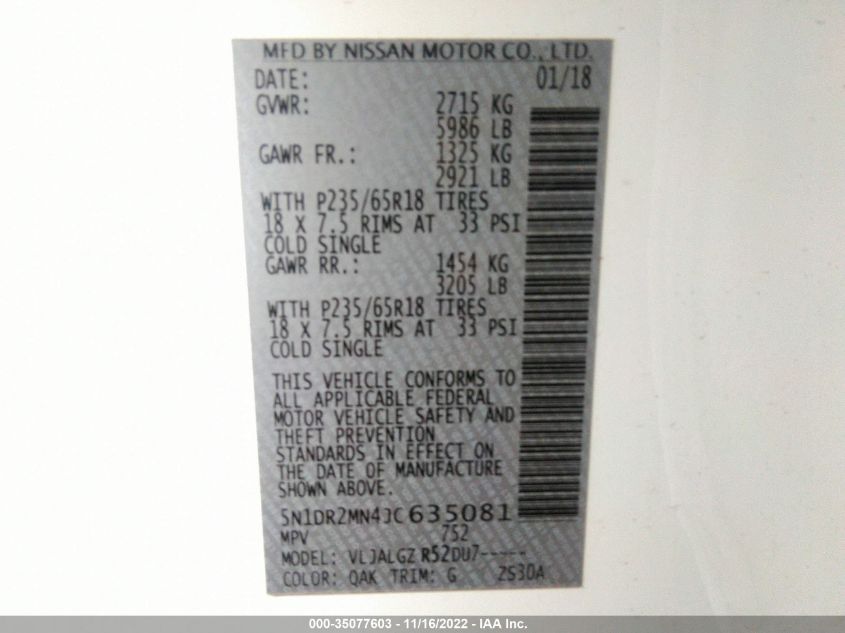 MFD BY NISSAN MOTOR CO., LTD.
DATE: 01/18
GVWR: 2715 KG
5986 LB
GAWR FR.: 1325 KG
2921 LB
WITH P235/65R18 TIRES
18 X 7.5 RIMS AT 33 PSI
COLD SINGLE
GAWR RR.: 1454 KG
3205 LB
WITH P235/65R18 TIRES
18 X 7.5 RIMS AT 33 PSI
COLD SINGLE
THIS VEHICLE CONFORMS TO
ALL APPLICABLE FEDERAL
MOTOR VEHICLE SAFETY AND
THEFT PREVENTION
STANDARDS IN EFFECT ON
THE DATE OF MANUFACTURE
SHOWN ABOVE.
5N1DR2MN4JC635081
MPV 752
MODEL: VLJALGZ R52DU7-----
COLOR: QAK TRIM: G ZS30A
000-35077603 - 11/16/2022 - IAA Inc.